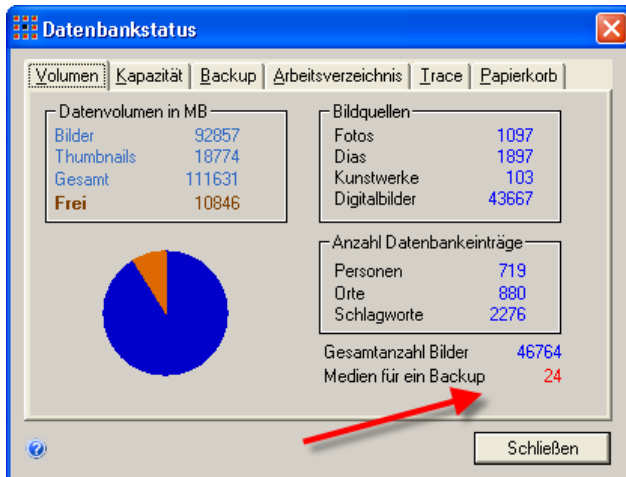 Datenbankstatus
Volumen Kapazität Backup Arbeitsverzeichnis Trace Papierkorb
Datenvolumen in MB
Bilder 92857
Thumbnails 18774
Gesamt 111631
Frei 10846
Bildquellen
Fotos 1097
Dias 1897
Kunstwerke 103
Digitalbilder 43667
Anzahl Datenbankeinträge
Personen 719
Orte 880
Schlagworte 2276
Gesamtanzahl Bilder 46764
Medien für ein Backup 24
?
Schließen